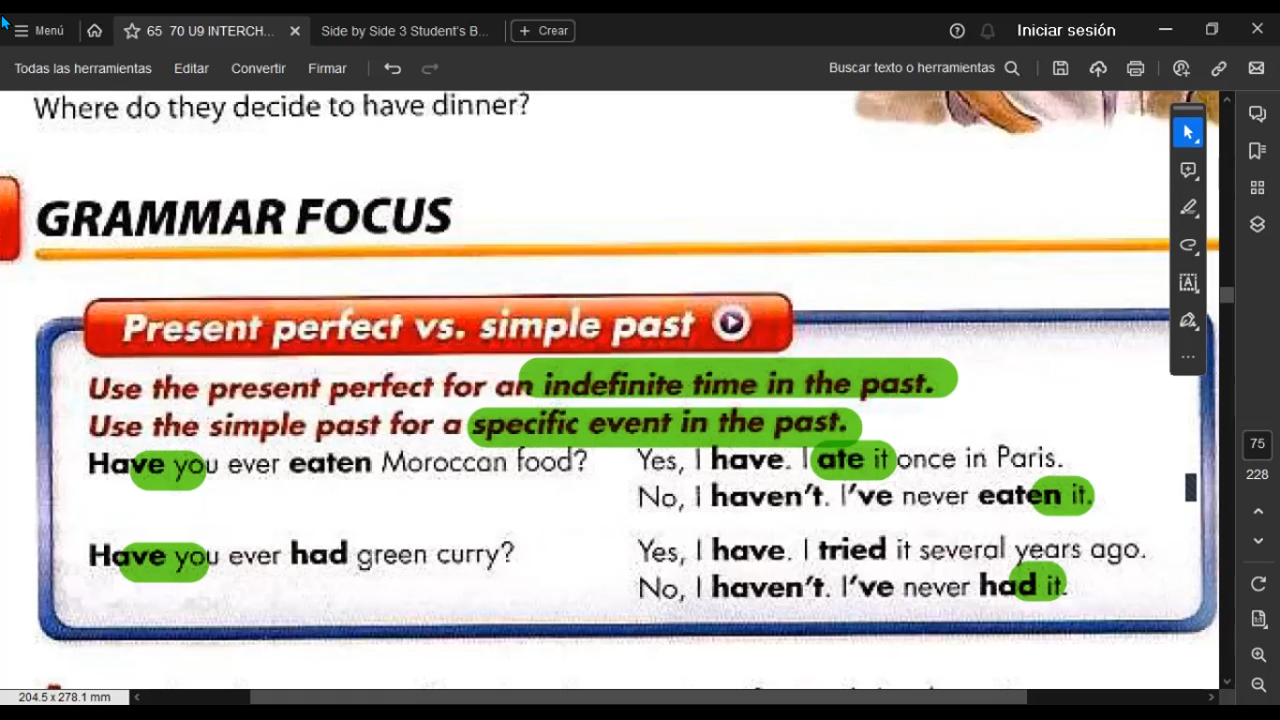 Menú
65 70 U9 INTERCH...
Side by Side 3 Student's B...
+ Crear
Iniciar sesión
Todas las herramientas
Editar
Convertir
Firmar
Buscar texto o herramientas
Where do they decide to have dinner?
GRAMMAR FOCUS
Present perfect vs. simple past
Use the present perfect for an indefinite time in the past.
Use the simple past for a specific event in the past.
Have you ever eaten Moroccan food?
Yes, I have. I ate it once in Paris.
No, I haven't. I've never eaten it.
Have you ever had green curry?
Yes, I have. I tried it several years ago.
No, I haven't. I've never had it.
75
228
204.5 x 278.1 mm